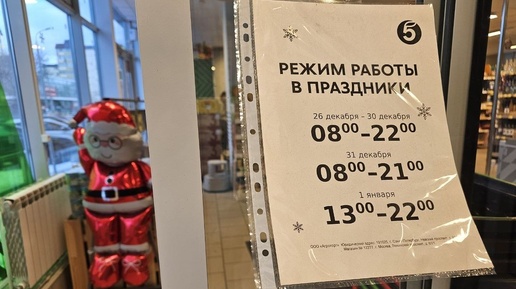 5
РЕЖИМ РАБОТЫ
В ПРАЗДНИКИ
26 декабря - 30 декабря
08⁰⁰-22⁰⁰
31 декабря
08⁰⁰-21⁰⁰
1 января
13⁰⁰-22⁰⁰